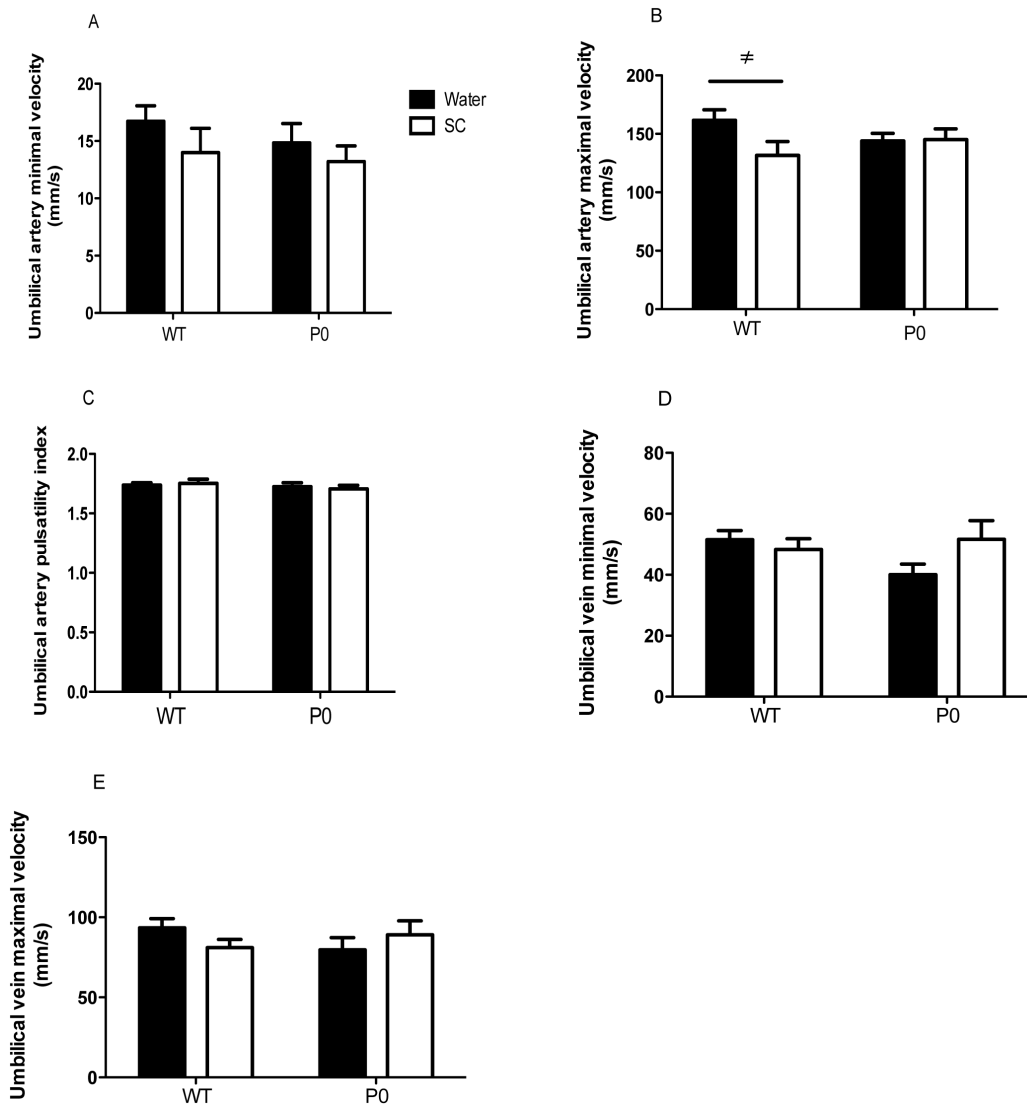 A
Umbilical artery minimal velocity
(mm/s)
20
15
10
5
0
WT
P0
Water
SC
B
≠
Umbilical artery maximal velocity
(mm/s)
200
150
100
50
0
WT
P0
C
Umbilical artery pulsatility index
2.0
1.5
1.0
0.5
0.0
WT
P0
D
Umbilical vein minimal velocity
(mm/s)
80
60
40
20
0
WT
P0
E
Umbilical vein maximal velocity
(mm/s)
150
100
50
0
WT
P0